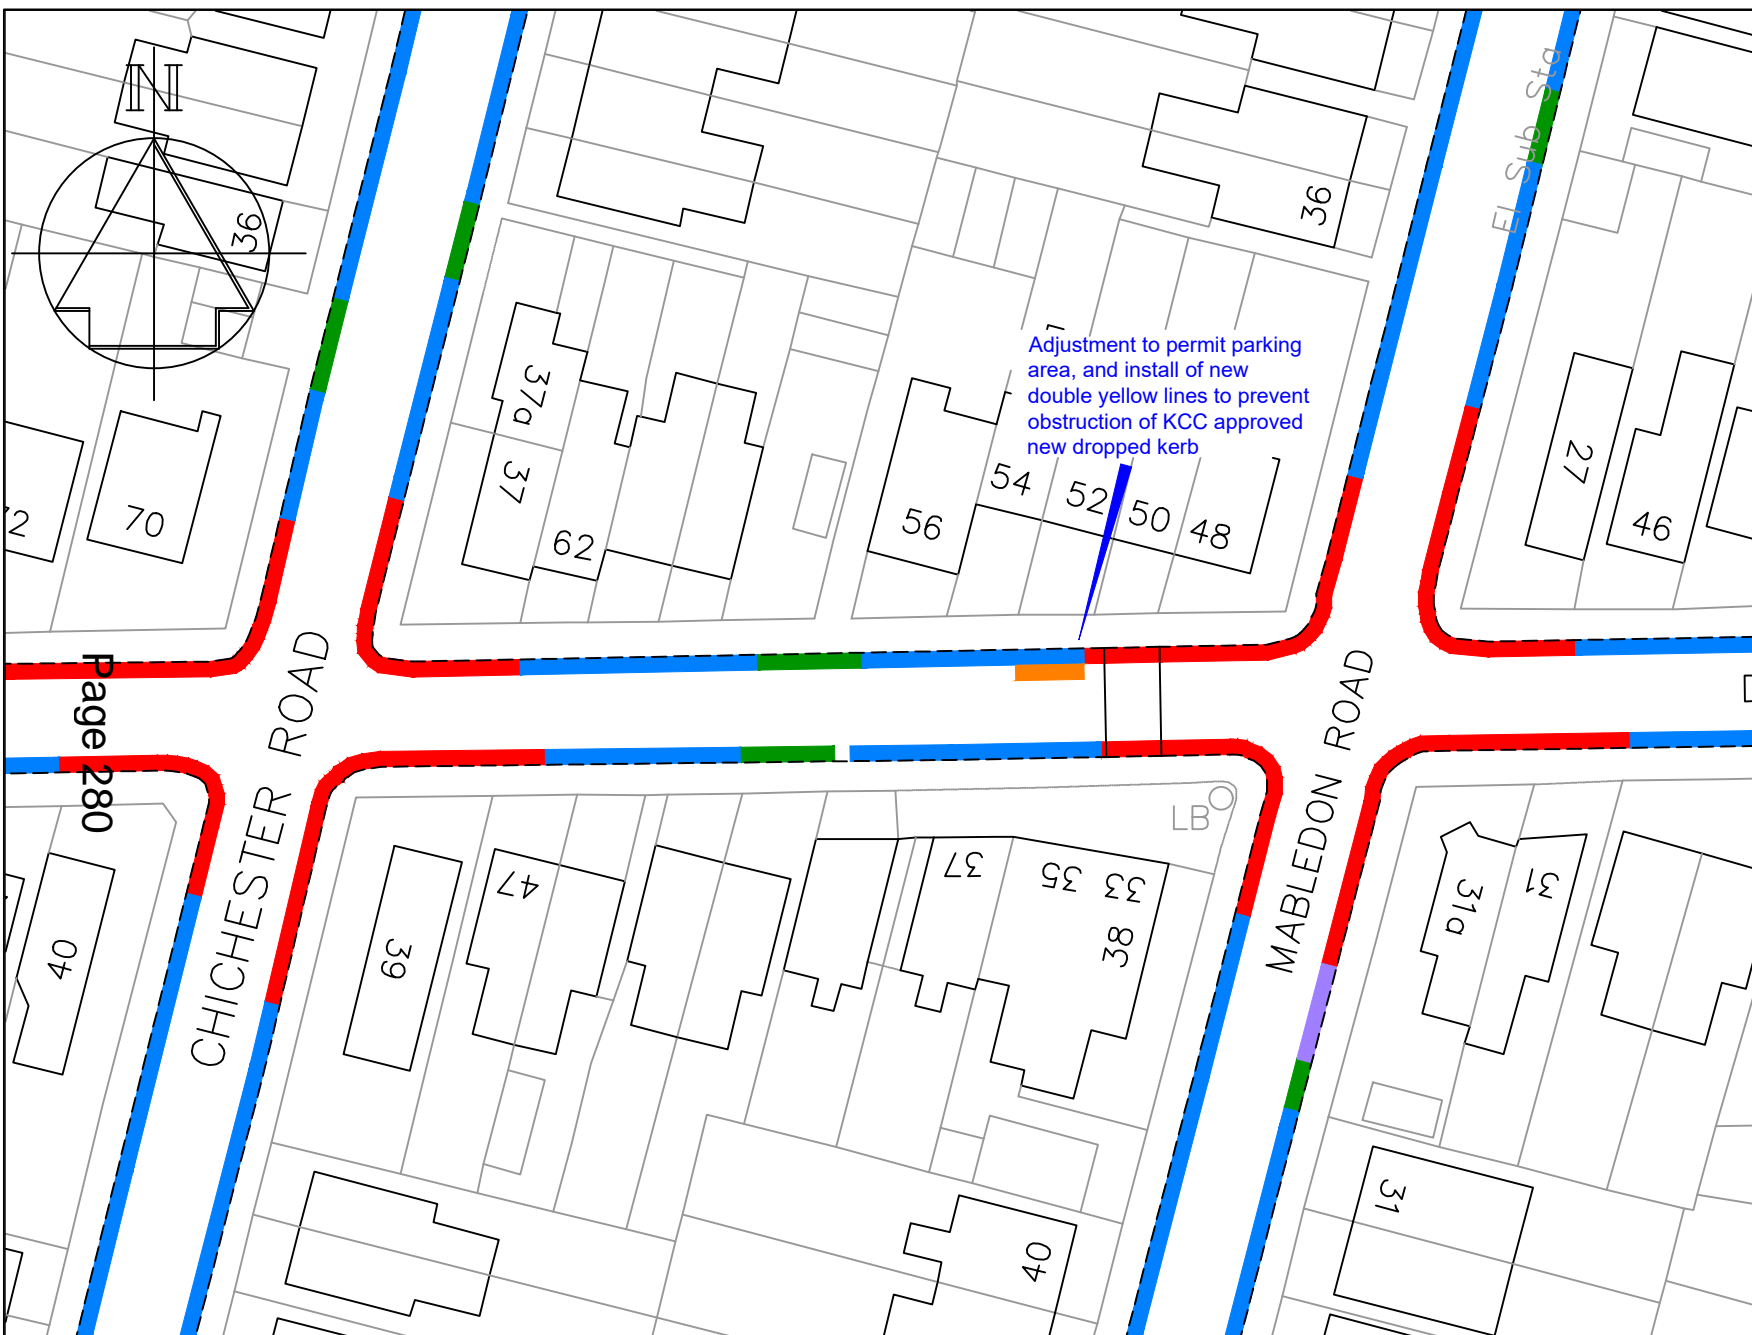 N
36
36
El Sub Sta
Adjustment to permit parking
area, and install of new
double yellow lines to prevent
obstruction of KCC approved
new dropped kerb
37a
37
62
70
72
56
54
52
50
48
27
46
Page 280
CHICHESTER ROAD
MABLEDON ROAD
LB
40
39
47
37
35
33
38
31a
31
31
40